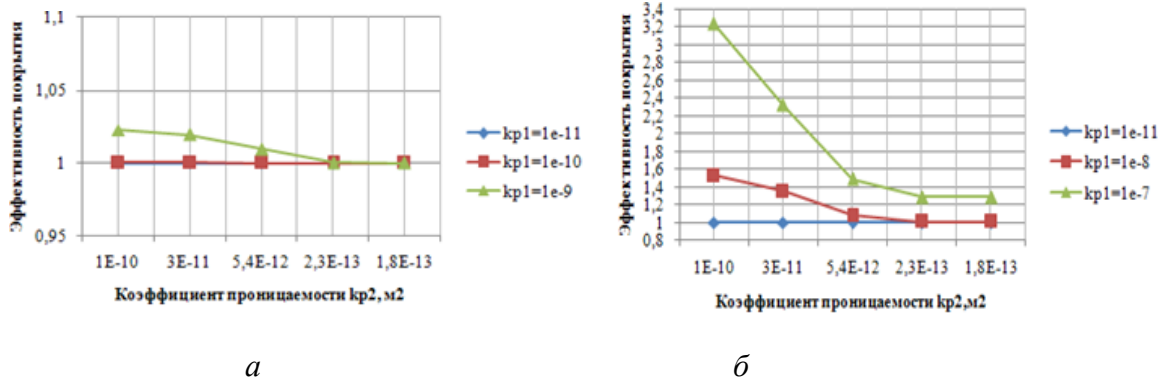 Эффективность покрытия
1,1
1,05
1
0,95
1E-10 3E-11 5,4E-12 2,3E-13 1,8E-13
Коэффициент проницаемости kp2, м2
kp1=1e-11
kp1=1e-10
kp1=1e-9
а
Эффективность покрытия
3,4
3,2
3
2,8
2,6
2,4
2,2
2
1,8
1,6
1,4
1,2
1
0,8
1E-10 3E-11 5,4E-12 2,3E-13 1,8E-13
Коэффициент проницаемости kp2,м2
kp1=1e-11
kp1=1e-8
kp1=1e-7
б